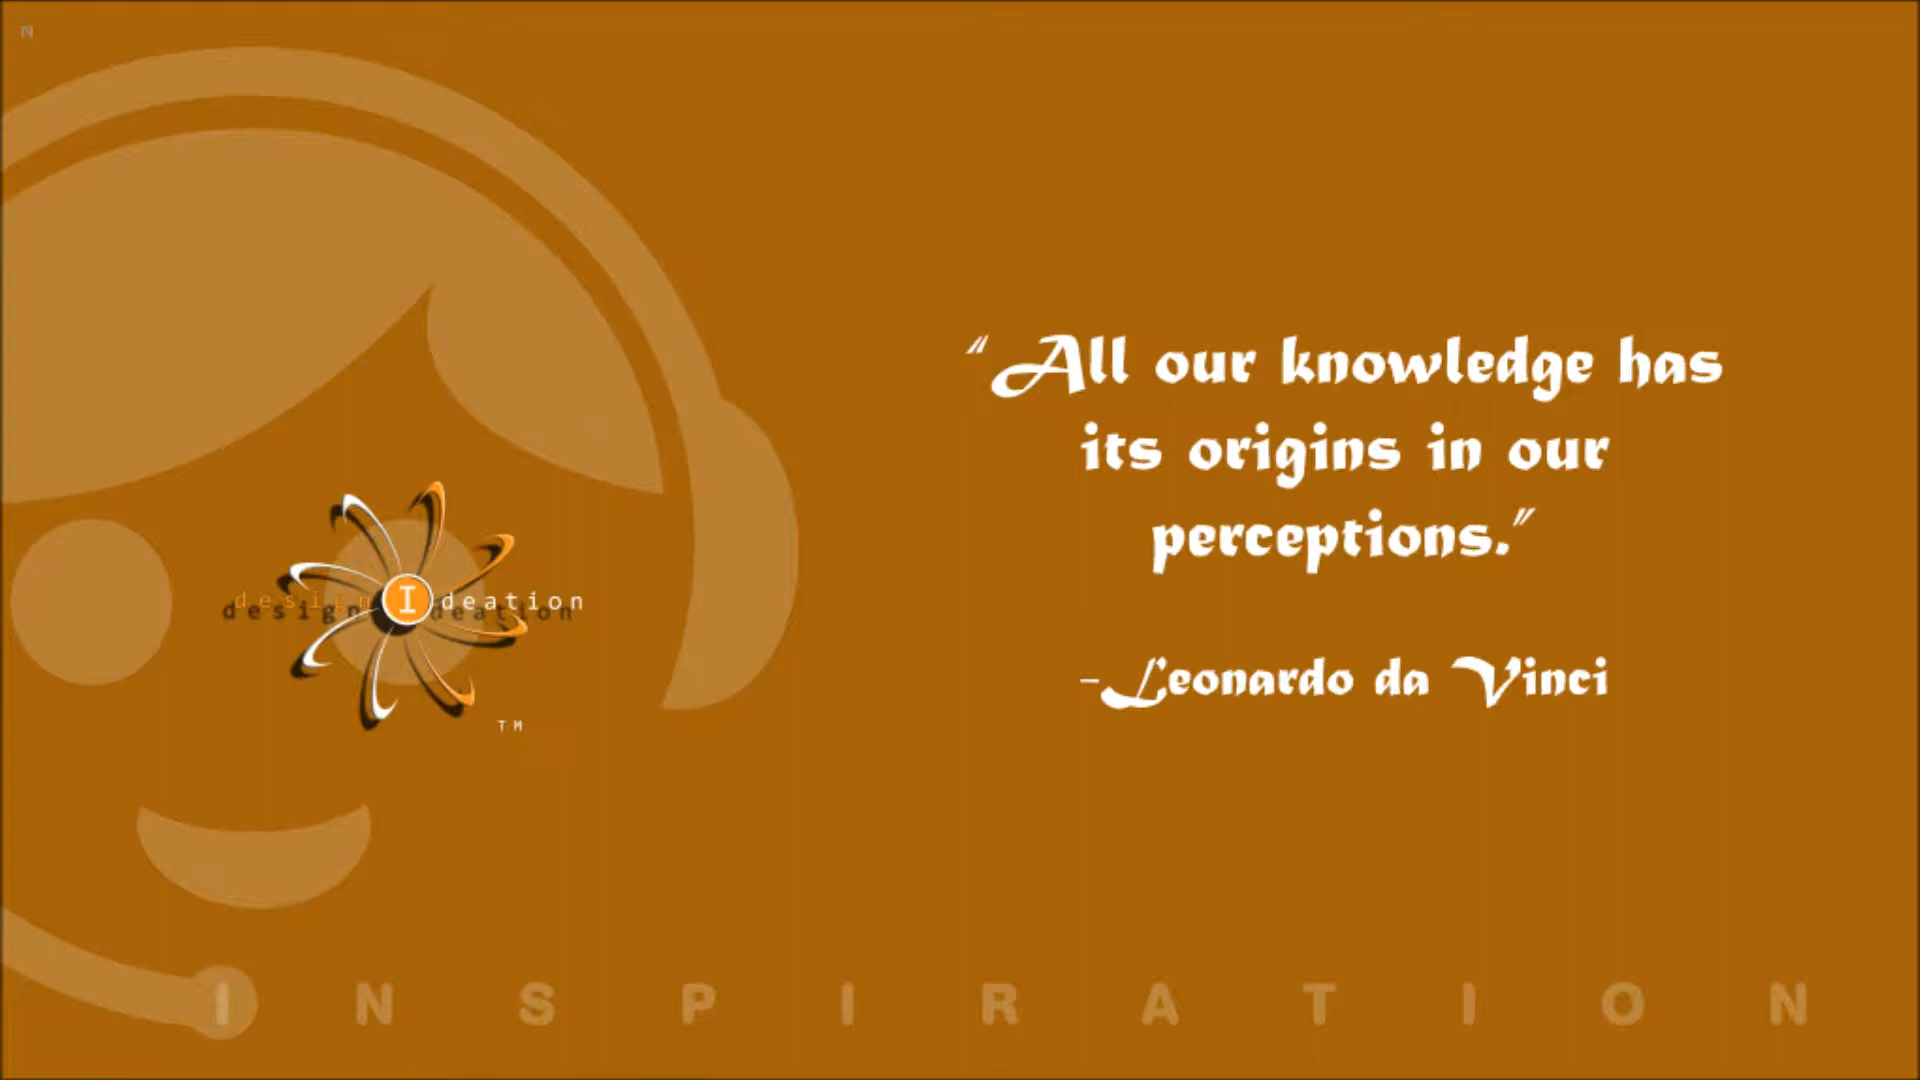 N
"All our knowledge has
its origins in our
perceptions."
-Leonardo da Vinci
design Ideation
TM
INSPIRATION